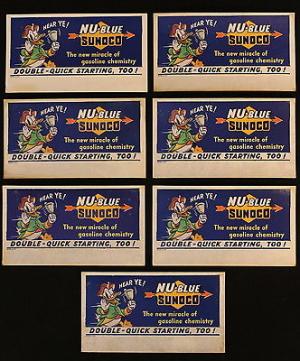 HEAR YE!
NU-BLUE
SUNOCO
The new miracle of
gasoline chemistry
DOUBLE-QUICK STARTING, TOO!
HEAR YE!
NU-BLUE
SUNOCO
The new miracle of
gasoline chemistry
DOUBLE-QUICK STARTING, TOO!
HEAR YE!
NU-BLUE
SUNOCO
The new miracle of
gasoline chemistry
DOUBLE-QUICK STARTING, TOO!
HEAR YE!
NU-BLUE
SUNOCO
The new miracle of
gasoline chemistry
DOUBLE-QUICK STARTING, TOO!
HEAR YE!
NU-BLUE
SUNOCO
The new miracle of
gasoline chemistry
DOUBLE-QUICK STARTING, TOO!
HEAR YE!
NU-BLUE
SUNOCO
The new miracle of
gasoline chemistry
DOUBLE-QUICK STARTING, TOO!
HEAR YE!
NU-BLUE
SUNOCO
The new miracle of
gasoline chemistry
DOUBLE-QUICK STARTING, TOO!